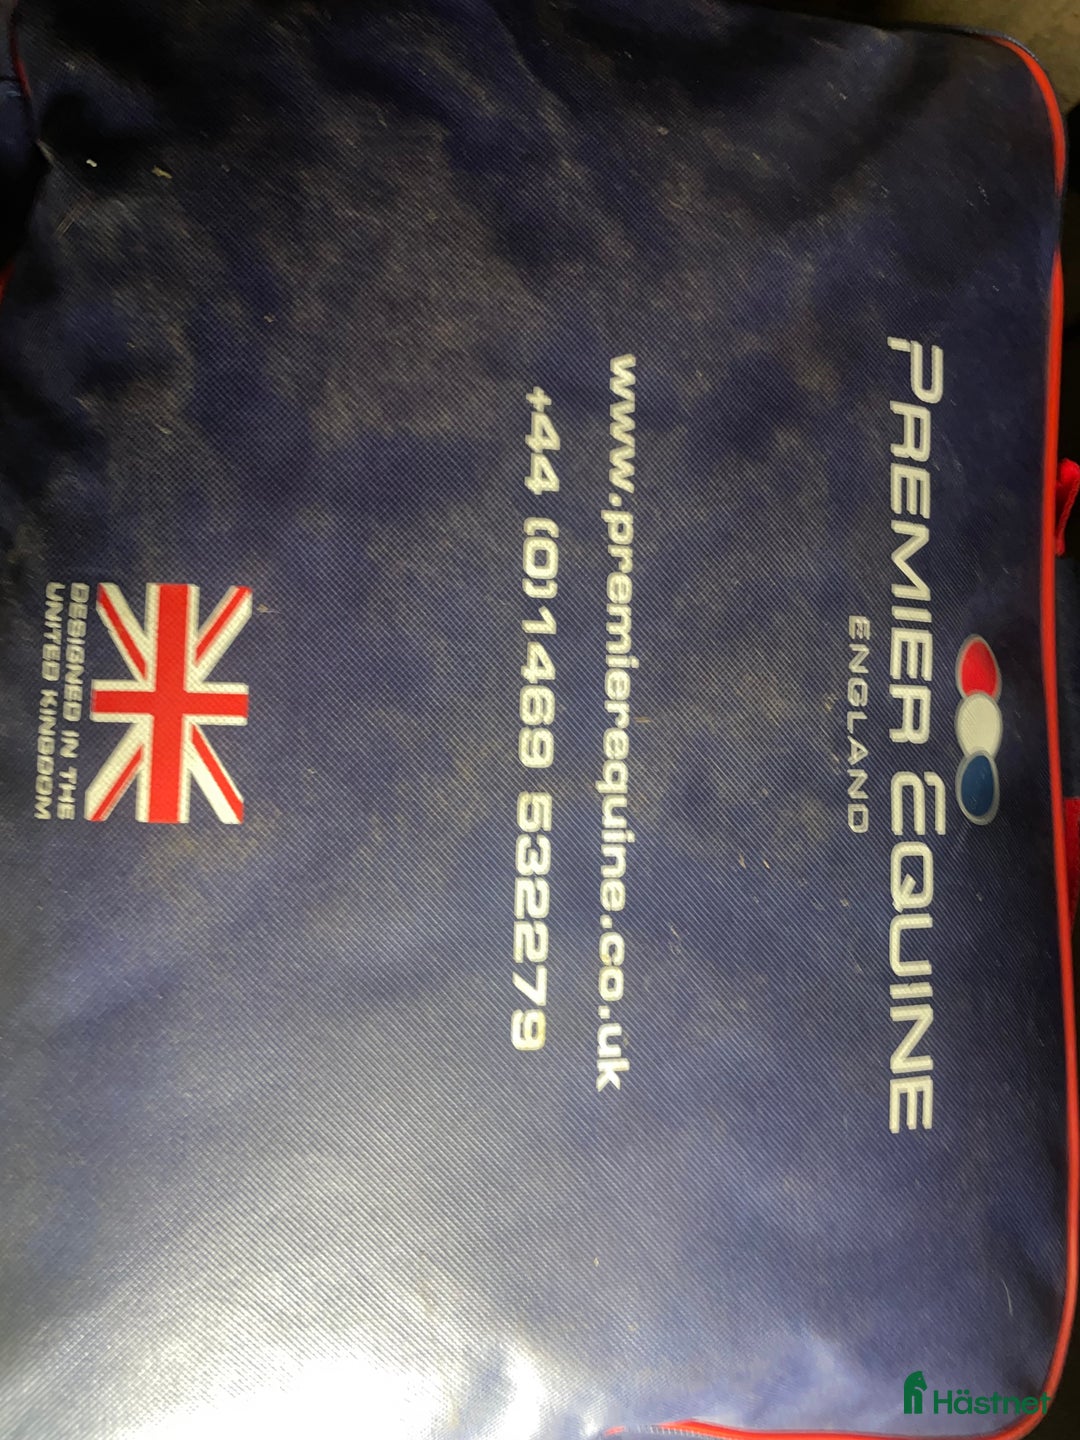 PREMIER EQUINE
ENGLAND
www.premierequine.co.uk
+44 (0)1469 532279
DESIGNED IN THE
UNITED KINGDOM
Hästnet